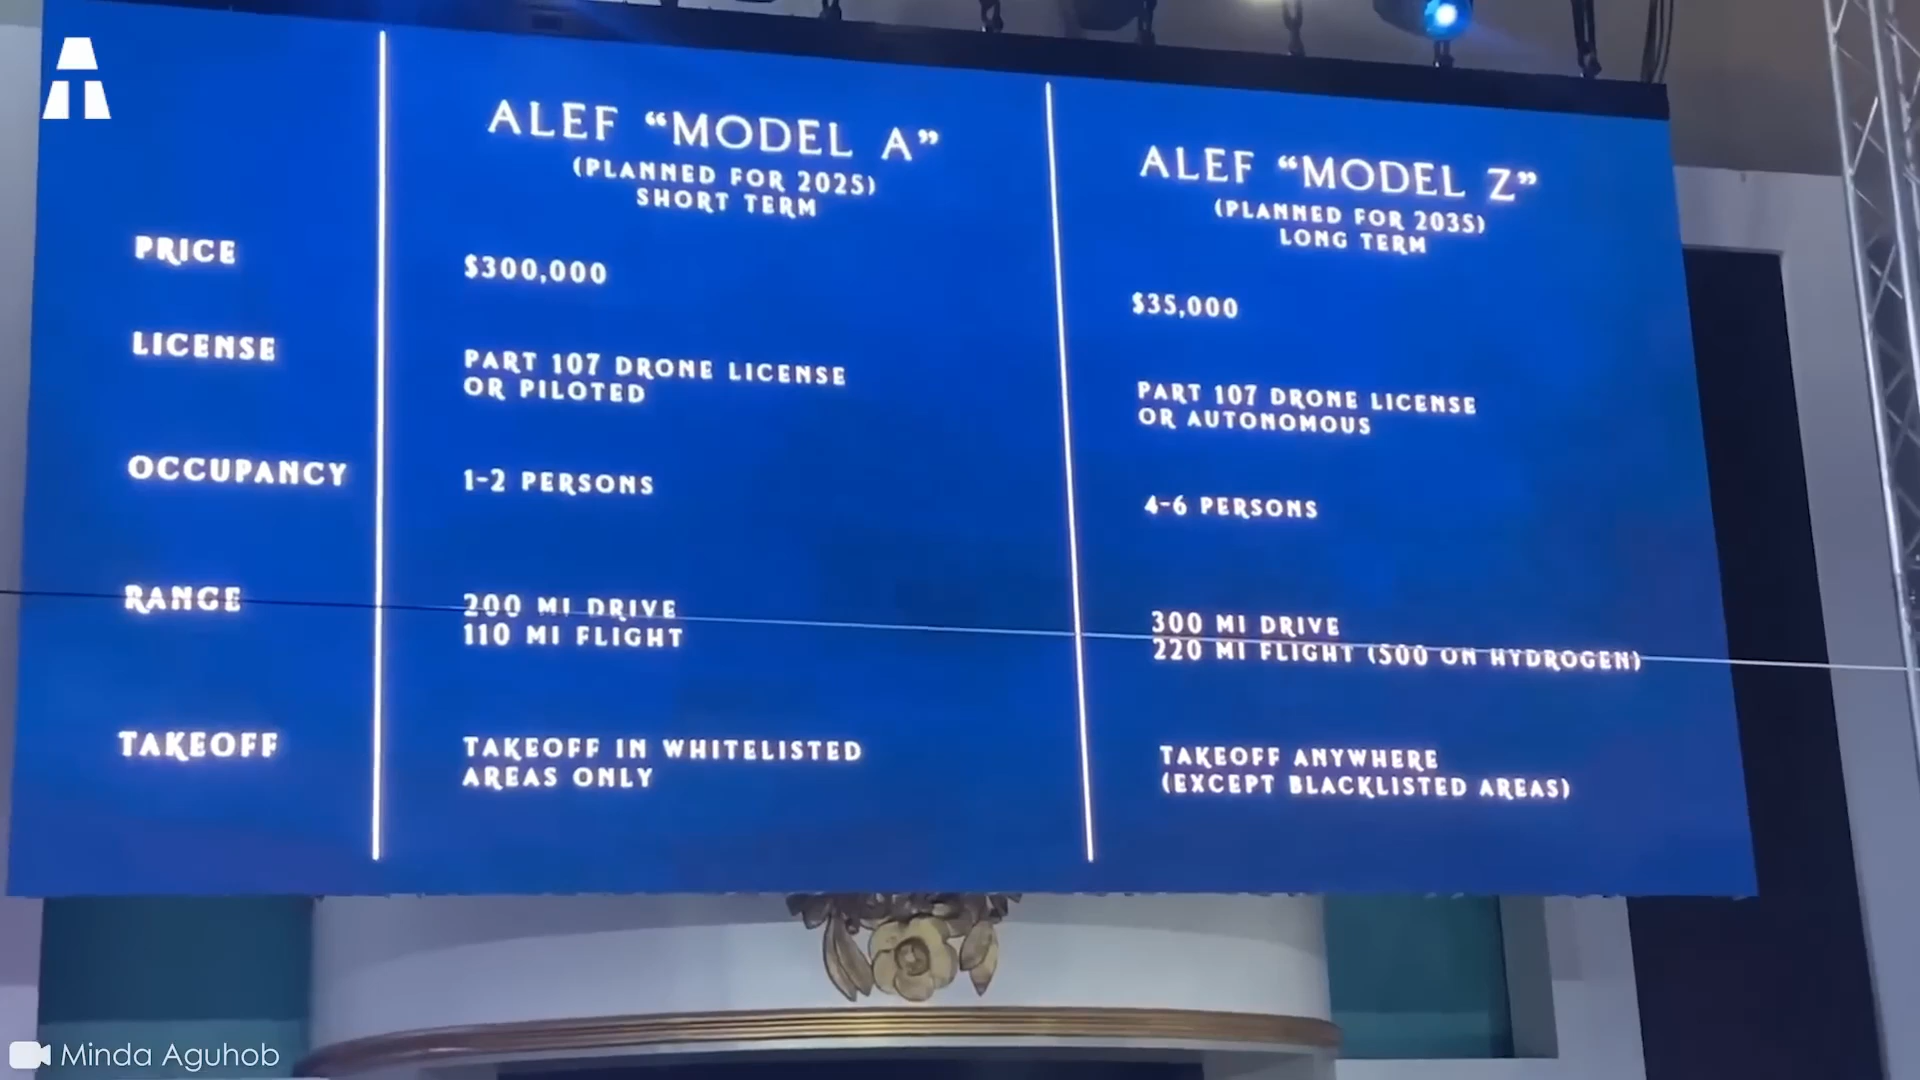 ALEF "MODEL A"
(PLANNED FOR 2025)
SHORT TERM
ALEF "MODEL Z"
(PLANNED FOR 2035)
LONG TERM
PRICE
$300,000
$35,000
LICENSE
PART 107 DRONE LICENSE
OR PILOTED
PART 107 DRONE LICENSE
OR AUTONOMOUS
OCCUPANCY
1-2 PERSONS
4-6 PERSONS
RANGE
200 MI DRIVE
110 MI FLIGHT
300 MI DRIVE
220 MI FLIGHT (500 ON HYDROGEN)
TAKEOFF
TAKEOFF IN WHITELISTED
AREAS ONLY
TAKEOFF ANYWHERE
(EXCEPT BLACKLISTED AREAS)
Minda Aguhob